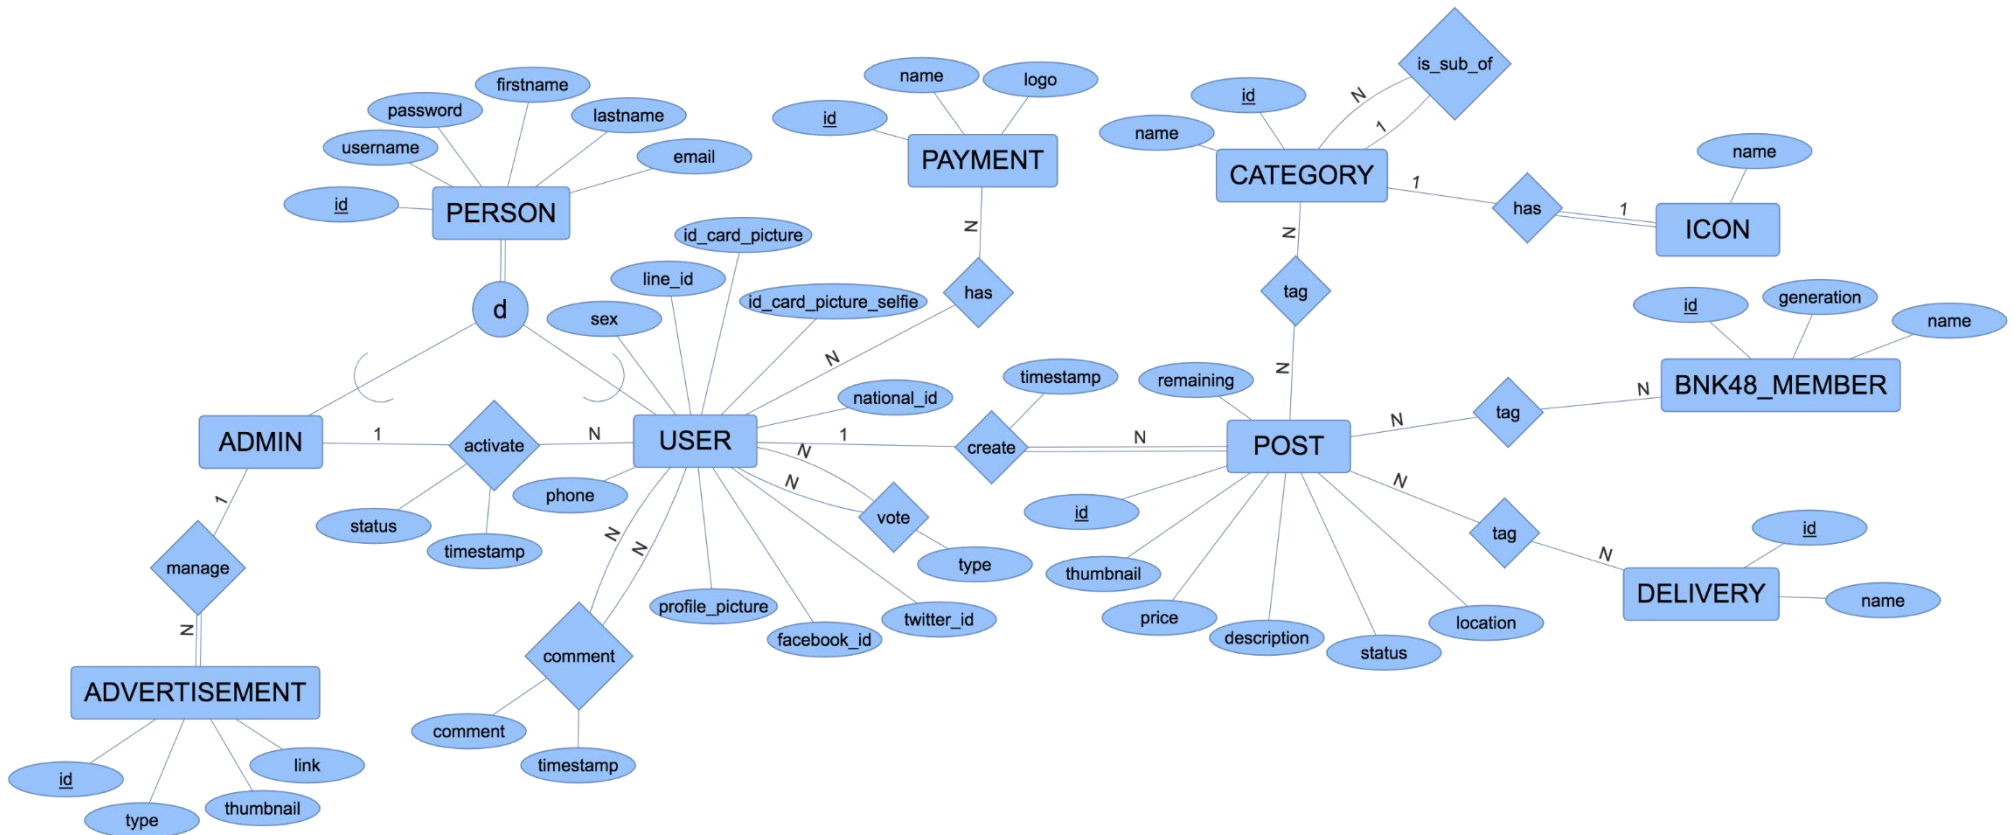 is_sub_of
firstname
name
logo
id
N
password
lastname
id
1
username
name
name
email
PAYMENT
CATEGORY
1
has
1
id
PERSON
ICON
N
N
id_card_picture
line_id
has
tag
id
generation
name
d
sex
id_card_picture_selfie
N
timestamp
remaining
N
BNK48_MEMBER
national_id
N
tag
N
ADMIN
1
activate
N
USER
1
create
N
POST
N
N
N
phone
id
vote
tag
id
status
timestamp
1
N
N
N
type
thumbnail
manage
DELIVERY
name
profile_picture
twitter_id
price
location
N
facebook_id
description
status
comment
ADVERTISEMENT
comment
timestamp
id
link
type
thumbnail